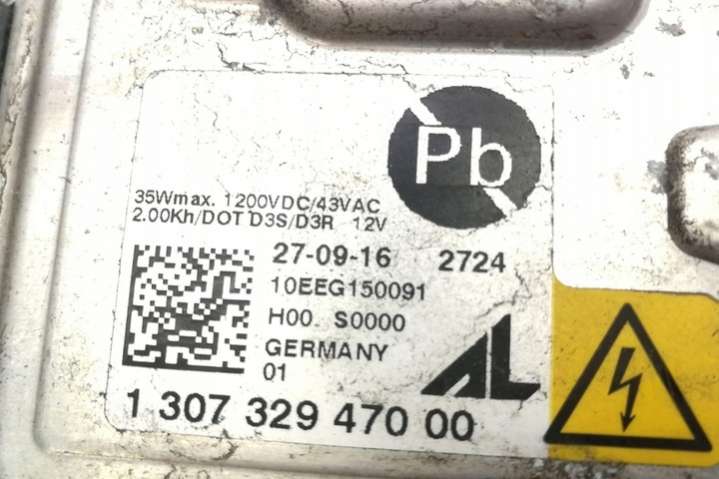 Pb
35Wmax. 1200VDC/43VAC
2.00Kh/DOT D3S/D3R 12V
27-09-16 2724
10EEG150091
H00 S0000
GERMANY
01
AL
1 307 329 470 00